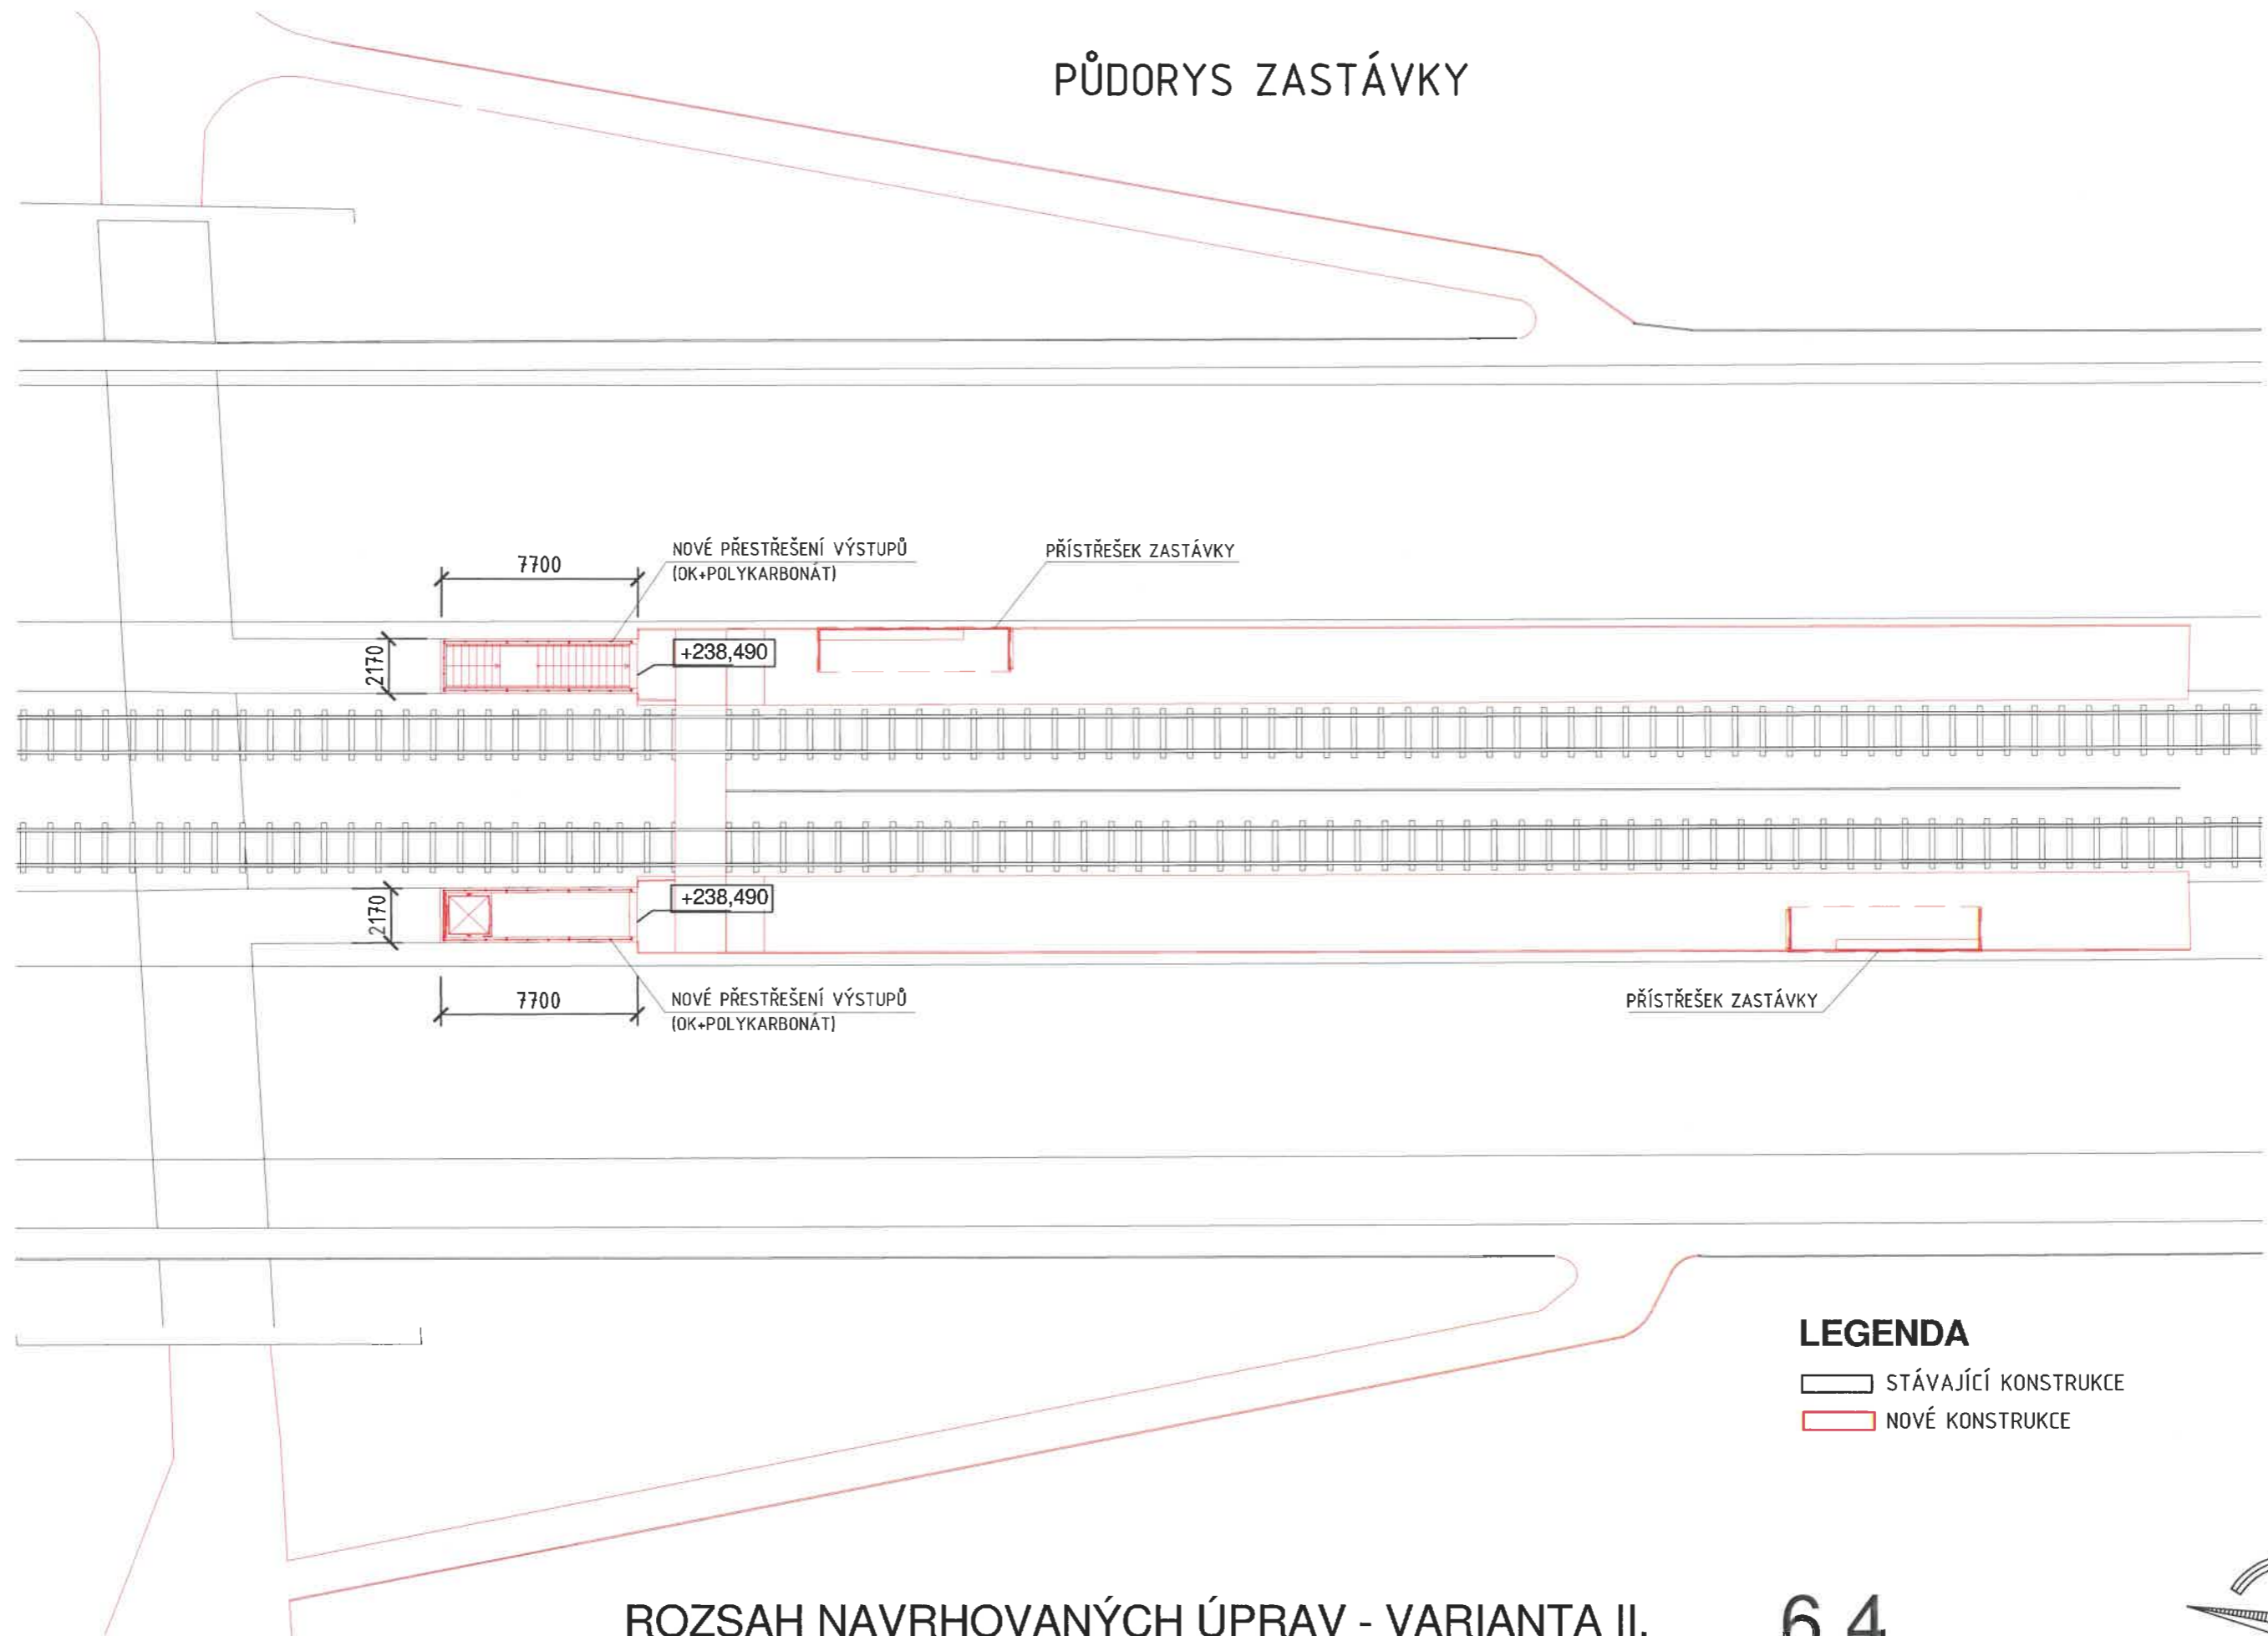 PŮDORYS ZASTÁVKY
7700
NOVÉ PŘESTŘEŠENÍ VÝSTUPŮ
(OK+POLYKARBONÁT)
PŘÍSTŘEŠEK ZASTÁVKY
2170
+238,490
2170
+238,490
7700
NOVÉ PŘESTŘEŠENÍ VÝSTUPŮ
(OK+POLYKARBONÁT)
PŘÍSTŘEŠEK ZASTÁVKY
LEGENDA
STÁVAJÍCÍ KONSTRUKCE
NOVÉ KONSTRUKCE
ROZSAH NAVRHOVANÝCH ÚPRAV - VARIANTA II.
6.4